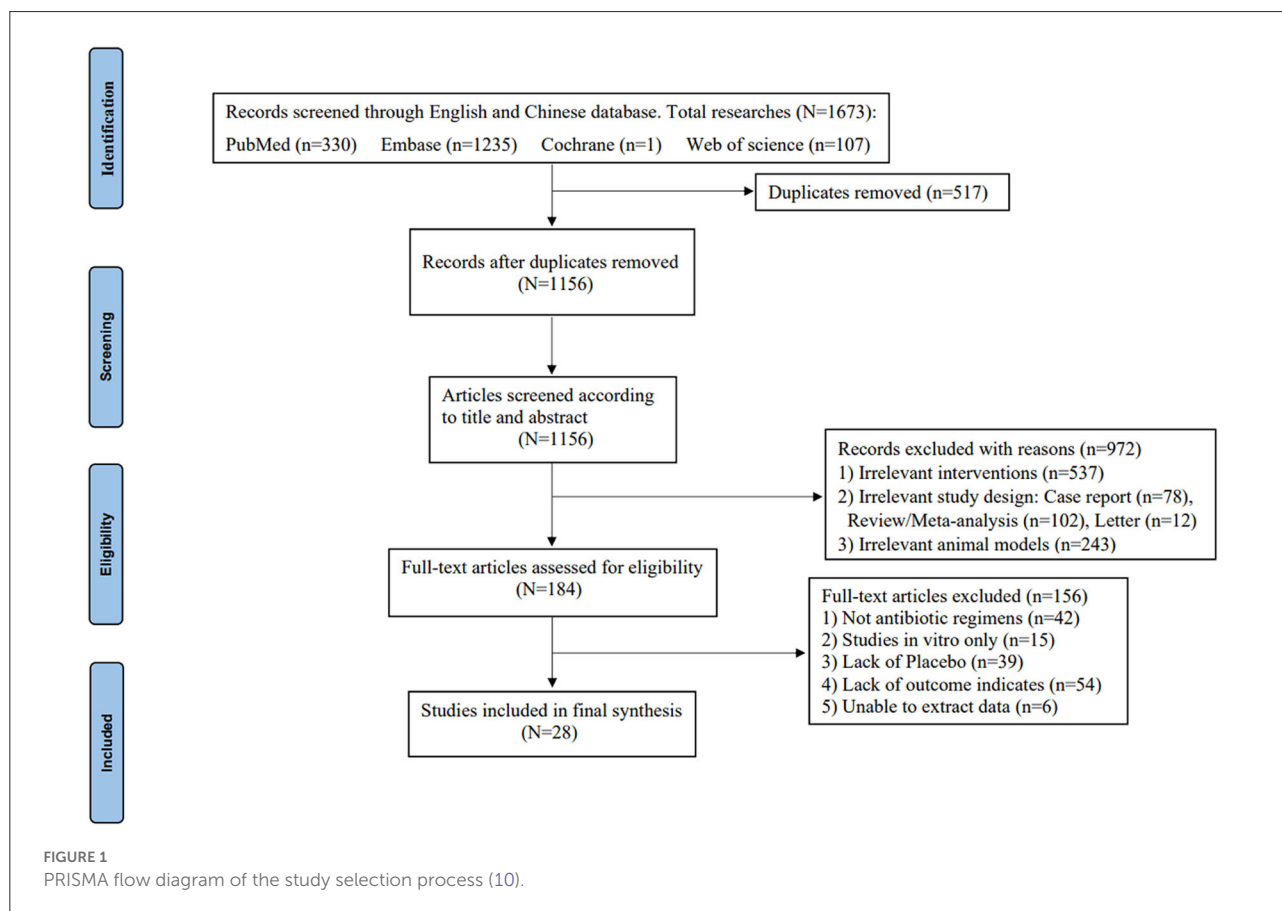 Identification
Records screened through English and Chinese database. Total researches (N=1673):
PubMed (n=330) Embase (n=1235) Cochrane (n=1) Web of science (n=107)
Duplicates removed (n=517)
Records after duplicates removed
(N=1156)
Screening
Articles screened according
to title and abstract
(N=1156)
Records excluded with reasons (n=972)
1) Irrelevant interventions (n=537)
2) Irrelevant study design: Case report (n=78),
Review/Meta-analysis (n=102), Letter (n=12)
3) Irrelevant animal models (n=243)
Eligibility
Full-text articles assessed for eligibility
(N=184)
Full-text articles excluded (n=156)
1) Not antibiotic regimens (n=42)
2) Studies in vitro only (n=15)
3) Lack of Placebo (n=39)
4) Lack of outcome indicates (n=54)
5) Unable to extract data (n=6)
Included
Studies included in final synthesis
(N=28)
FIGURE 1
PRISMA flow diagram of the study selection process (10).